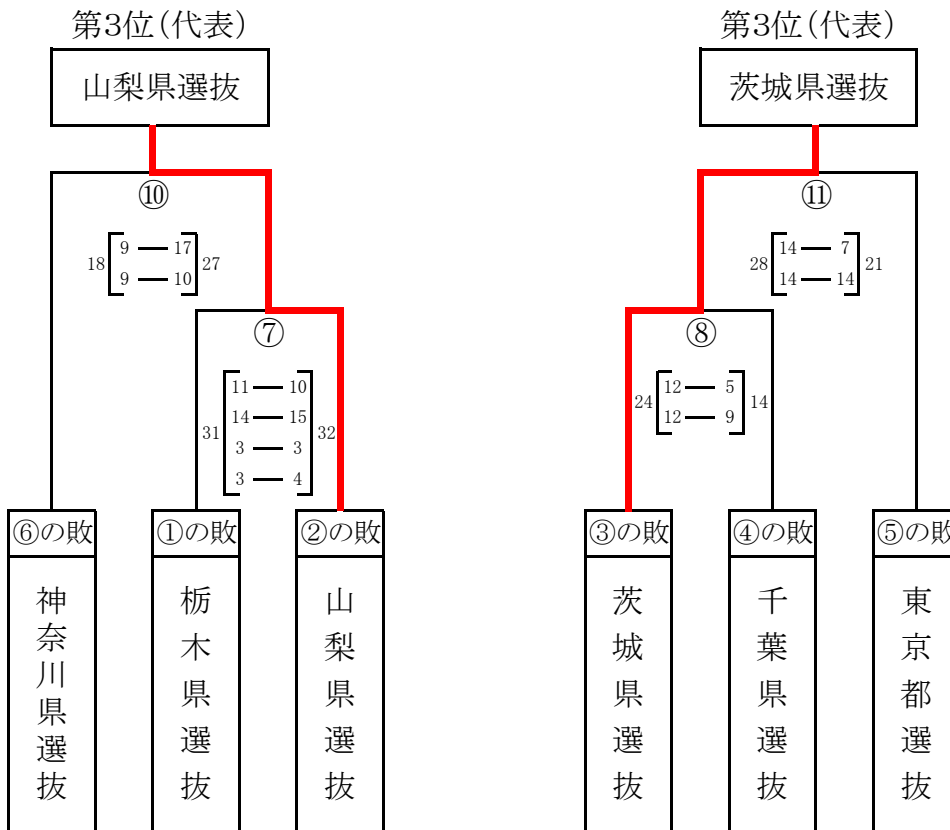 第3位(代表)
第3位(代表)
山梨県選抜
茨城県選抜
⑩
⑪
18 9 17 27
9 10
28 14 7 21
14 14
⑦
⑧
31 11 10 32
14 15
3 3
3 4
24 12 5 14
12 9
⑥の敗
①の敗
②の敗
③の敗
④の敗
⑤の敗
神奈川県選抜
栃木県選抜
山梨県選抜
茨城県選抜
千葉県選抜
東京都選抜